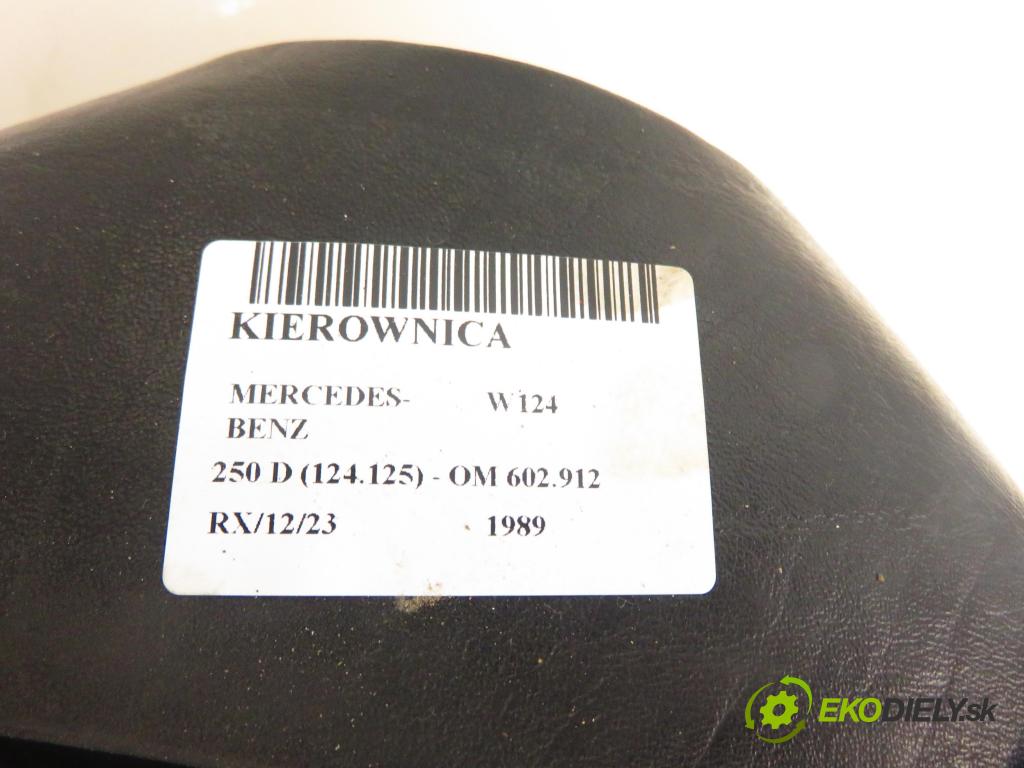 KIEROWNICA
MERCEDES- W124
BENZ
250 D (124.125) - OM 602.912
RX/12/23 1989
EKODIELY.sk